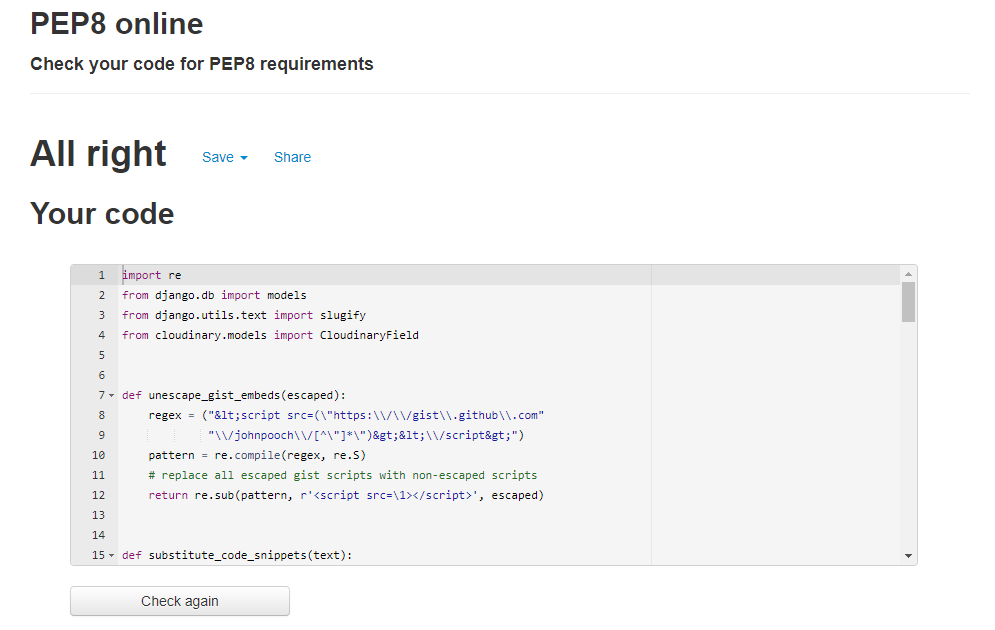 PEP8 online
Check your code for PEP8 requirements
All right Save Share
Your code
1 import re
2 from django.db import models
3 from django.utils.text import slugify
4 from cloudinary.models import CloudinaryField
5
6
7 def unescape_gist_embeds(escaped):
8 regex = ("&lt;script src=(\"https:\\/\\/gist\\.github\\.com"
9 "\\/johnpooch\\/[^\"]*\")&gt;&lt;\\/script&gt;")
10 pattern = re.compile(regex, re.S)
11 # replace all escaped gist scripts with non-escaped scripts
12 return re.sub(pattern, r'<script src=\1></script>', escaped)
13
14
15 def substitute_code_snippets(text):
Check again